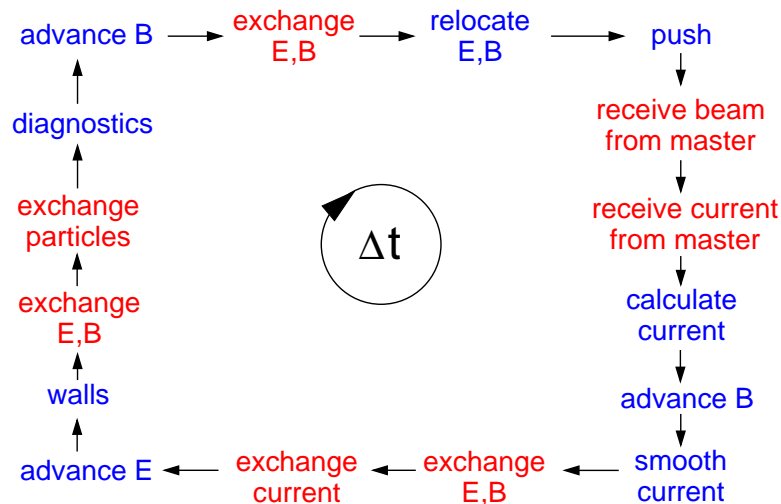 advance B
exchange
E,B
relocate
E,B
push
receive beam
from master
receive current
from master
calculate
current
advance B
smooth
current
exchange
E,B
exchange
current
advance E
walls
exchange
E,B
exchange
particles
diagnostics
Δt